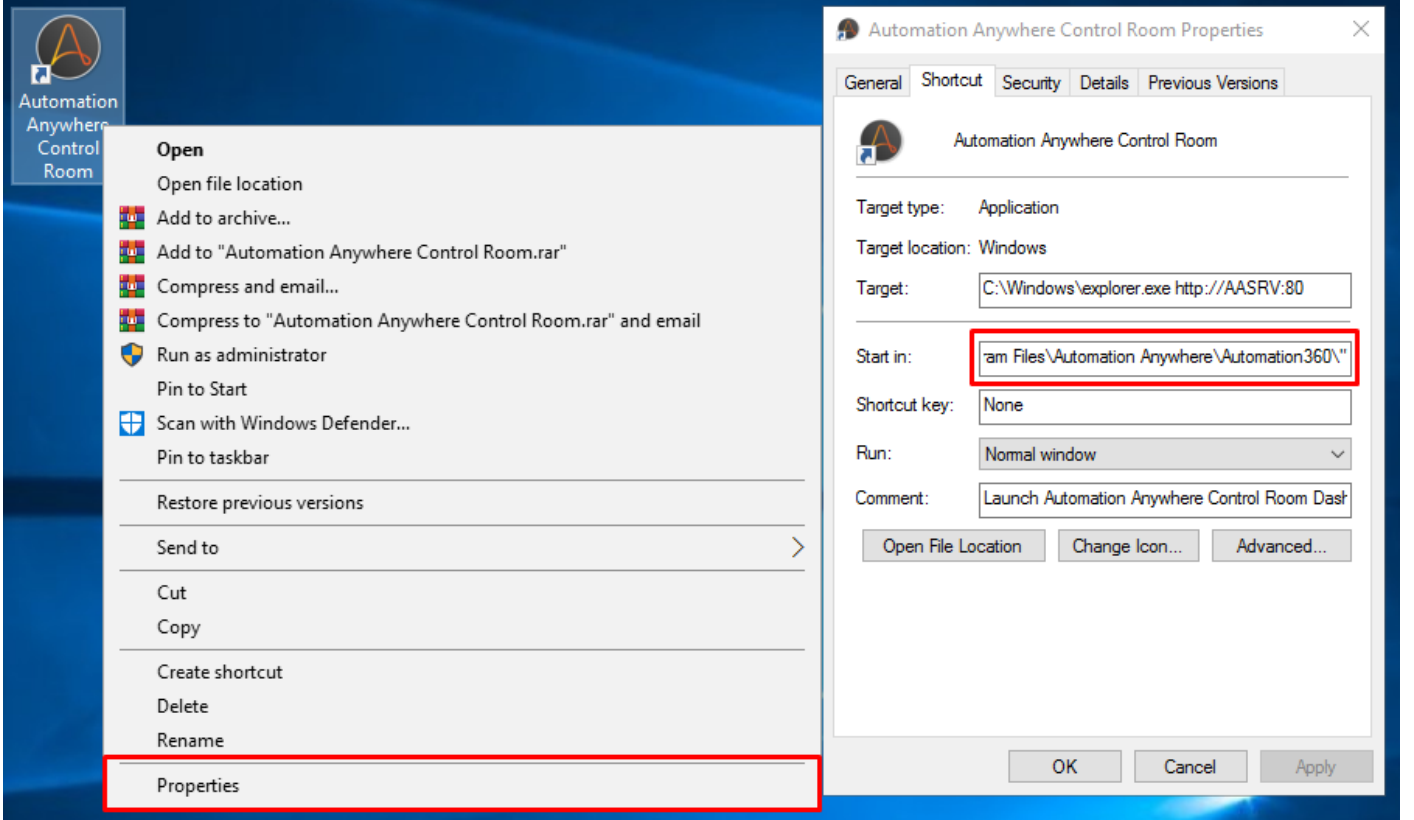 Automation
Anywhere
Control
Room
Open
Open file location
Add to archive...
Add to "Automation Anywhere Control Room.rar"
Compress and email...
Compress to "Automation Anywhere Control Room.rar" and email
Run as administrator
Pin to Start
Scan with Windows Defender...
Pin to taskbar
Restore previous versions
Send to
Cut
Copy
Create shortcut
Delete
Rename
Properties
Automation Anywhere Control Room Properties
General Shortcut Security Details Previous Versions
Automation Anywhere Control Room
Target type: Application
Target location: Windows
Target: C:\Windows\explorer.exe http://AASRV:80
Start in: ram Files\Automation Anywhere\Automation360\"
Shortcut key: None
Run: Normal window
Comment: Launch Automation Anywhere Control Room Dash
Open File Location Change Icon... Advanced...
OK Cancel Apply